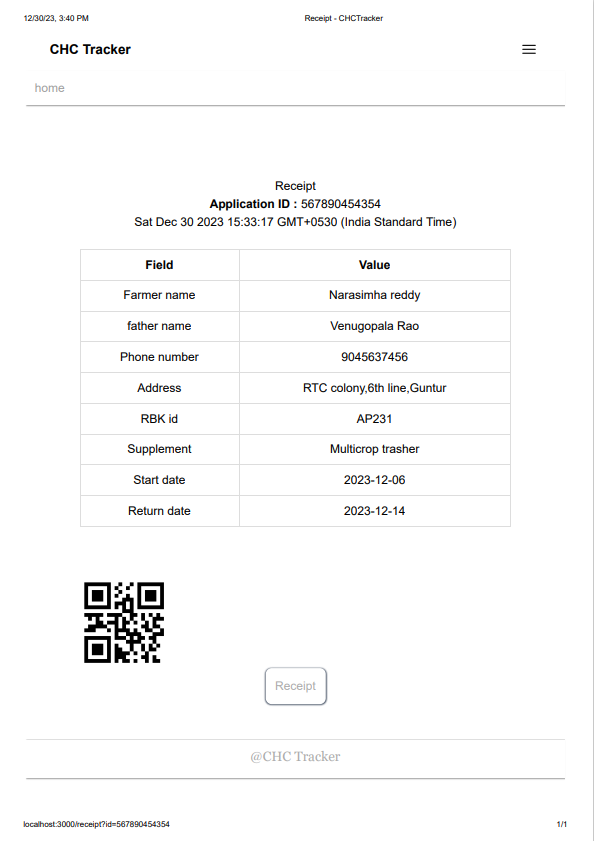 12/30/23, 3:40 PM Receipt - CHCTracker
CHC Tracker
home
Receipt
Application ID : 567890454354
Sat Dec 30 2023 15:33:17 GMT+0530 (India Standard Time)
Field Value
Farmer name Narasimha reddy
father name Venugopala Rao
Phone number 9045637456
Address RTC colony,6th line,Guntur
RBK id AP231
Supplement Multicrop trasher
Start date 2023-12-06
Return date 2023-12-14
Receipt
@CHC Tracker
localhost:3000/receipt?id=567890454354 1/1